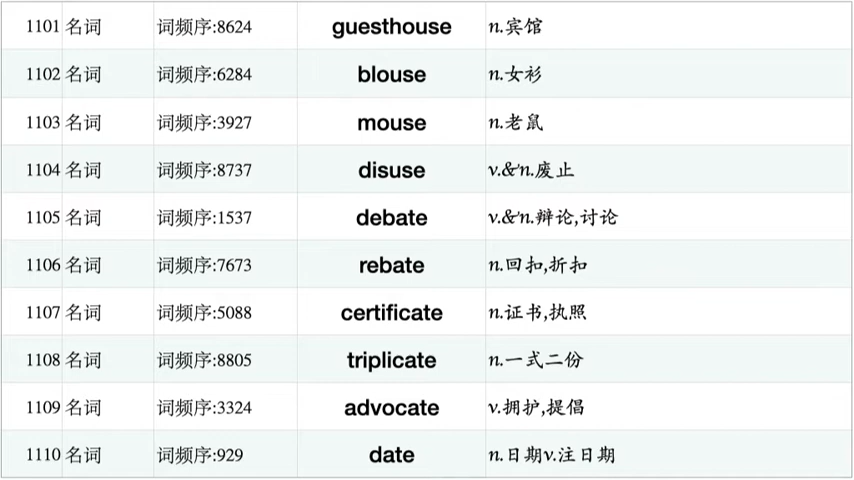 1101 名词 词频序:8624 guesthouse n.宾馆
1102 名词 词频序:6284 blouse n.女衫
1103 名词 词频序:3927 mouse n.老鼠
1104 名词 词频序:8737 disuse v.&n.废止
1105 名词 词频序:1537 debate v.&n.辩论,讨论
1106 名词 词频序:7673 rebate n.回扣,折扣
1107 名词 词频序:5088 certificate n.证书,执照
1108 名词 词频序:8805 triplicate n.一式二份
1109 名词 词频序:3324 advocate v.拥护,提倡
1110 名词 词频序:929 date n.日期v.注日期